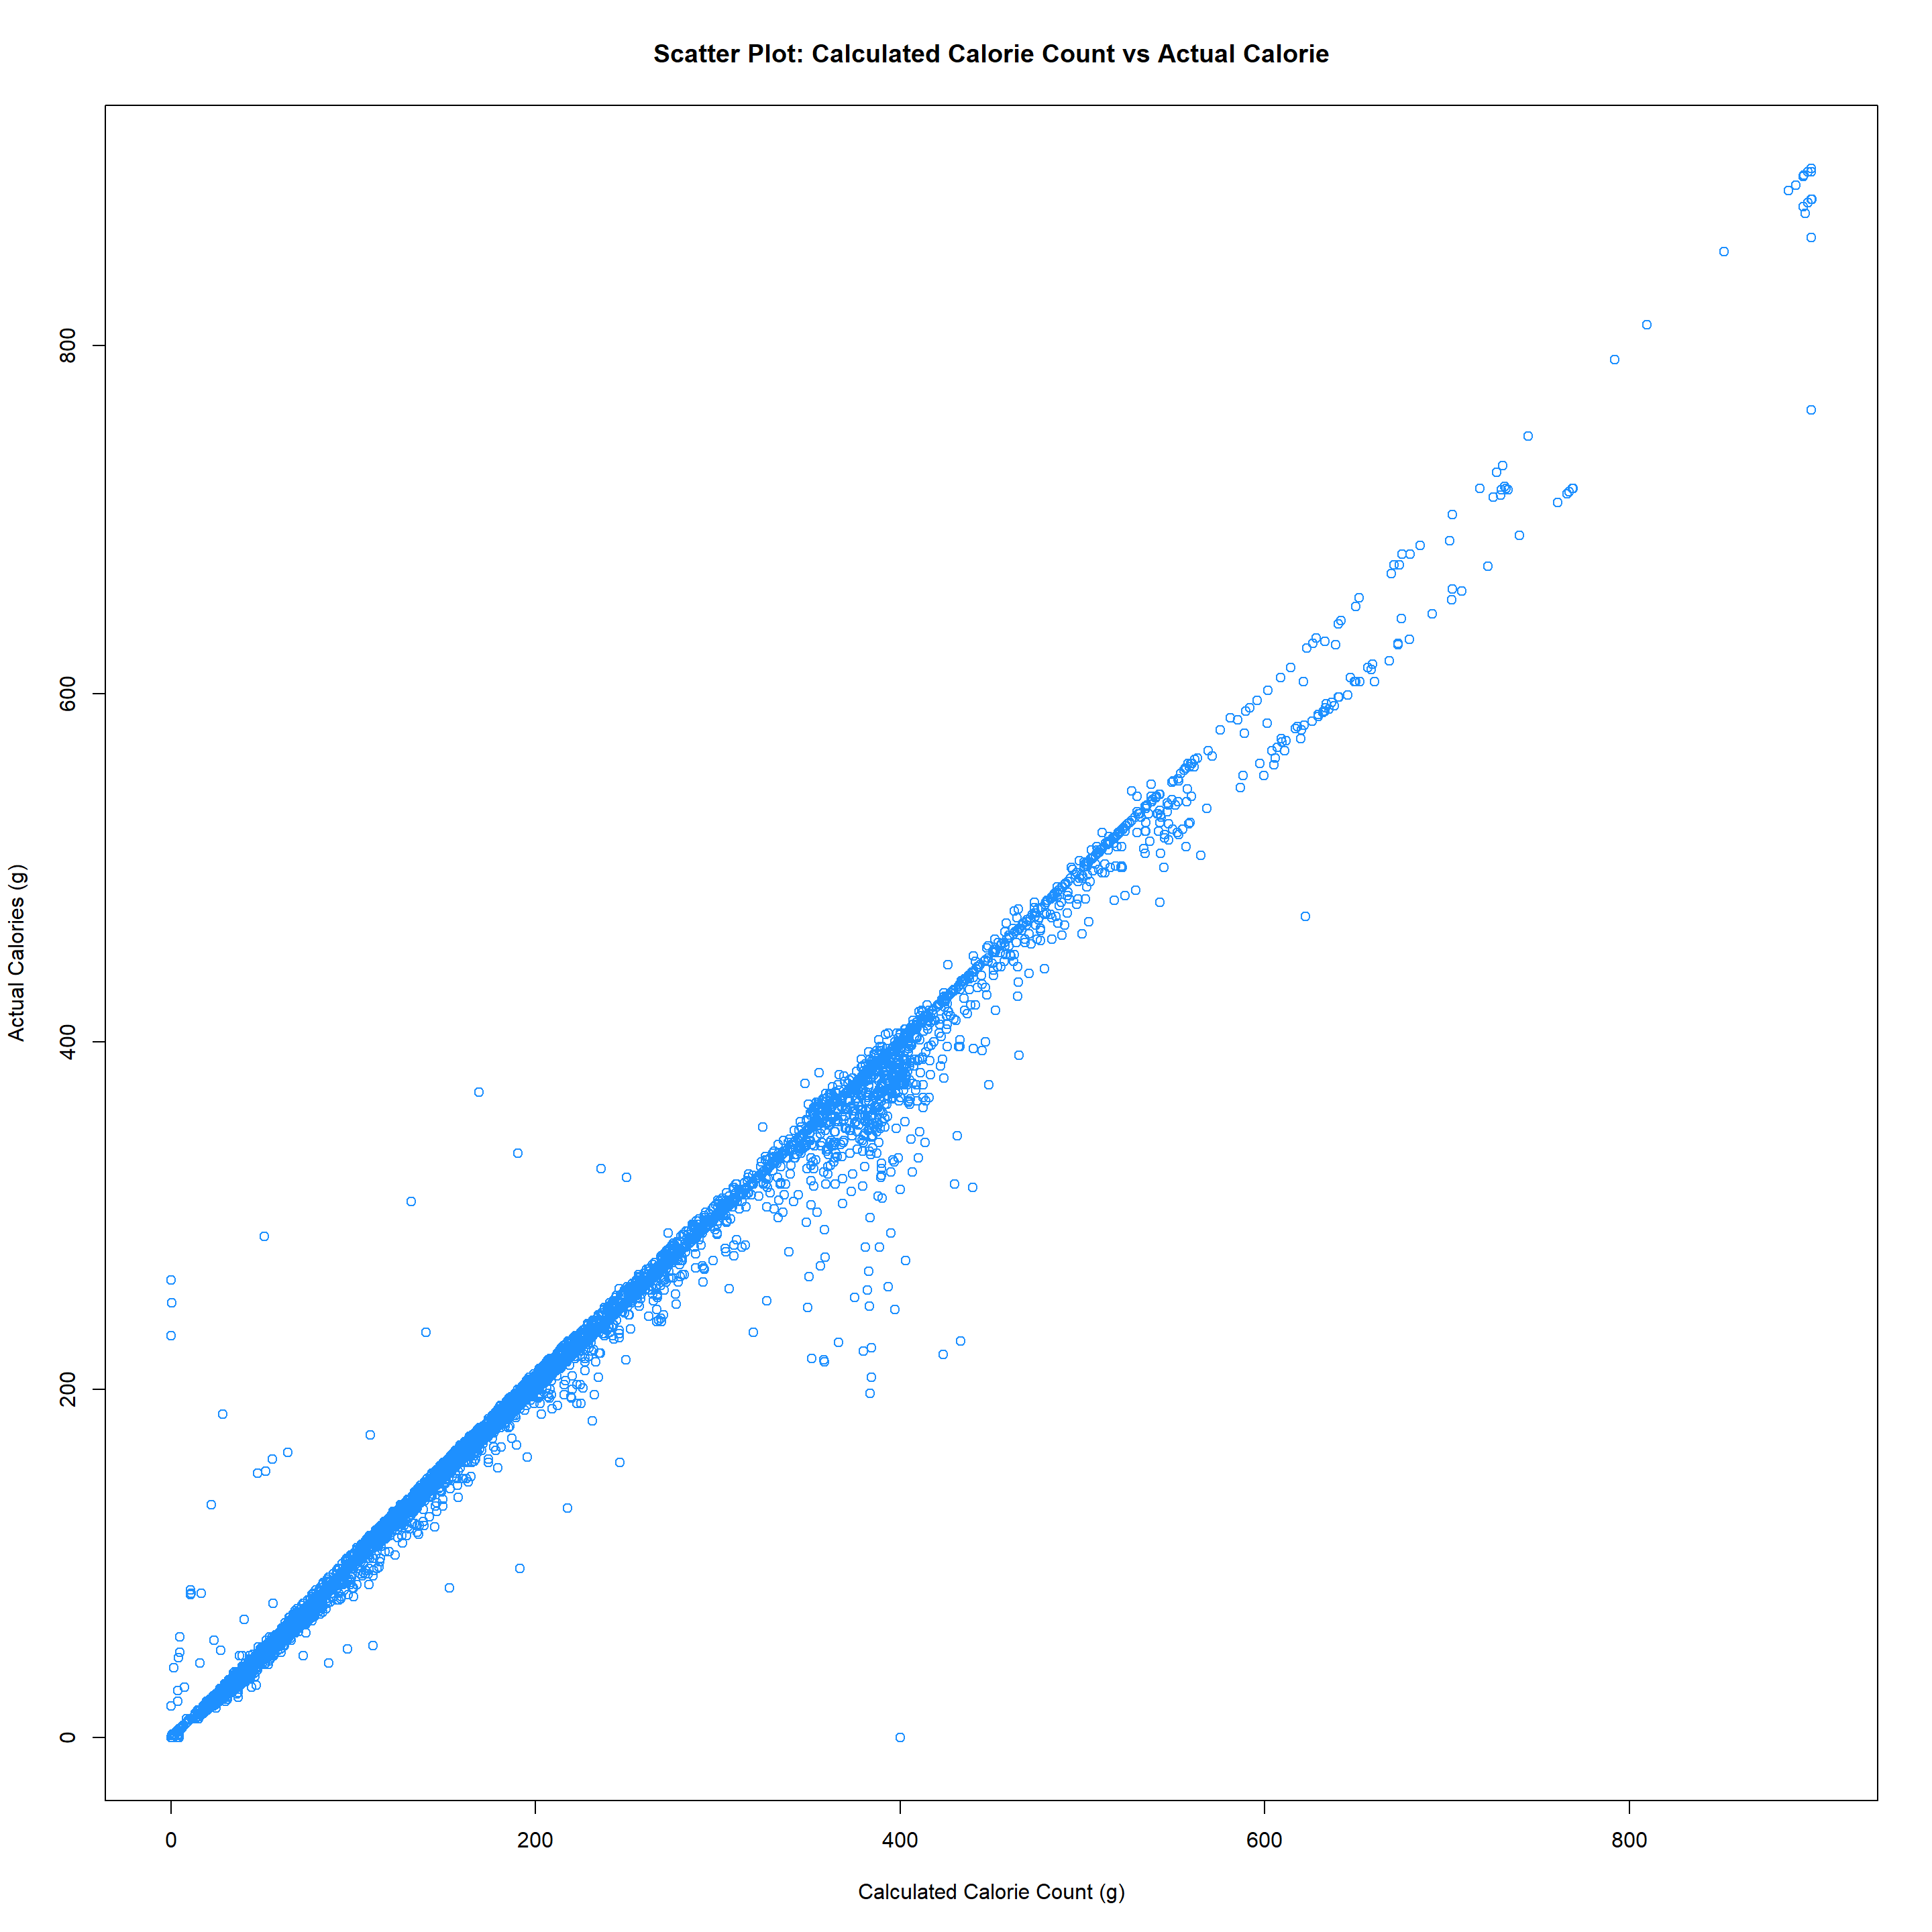 Scatter Plot: Calculated Calorie Count vs Actual Calorie
Actual Calories (g)
800
600
400
200
0
0 200 400 600 800
Calculated Calorie Count (g)